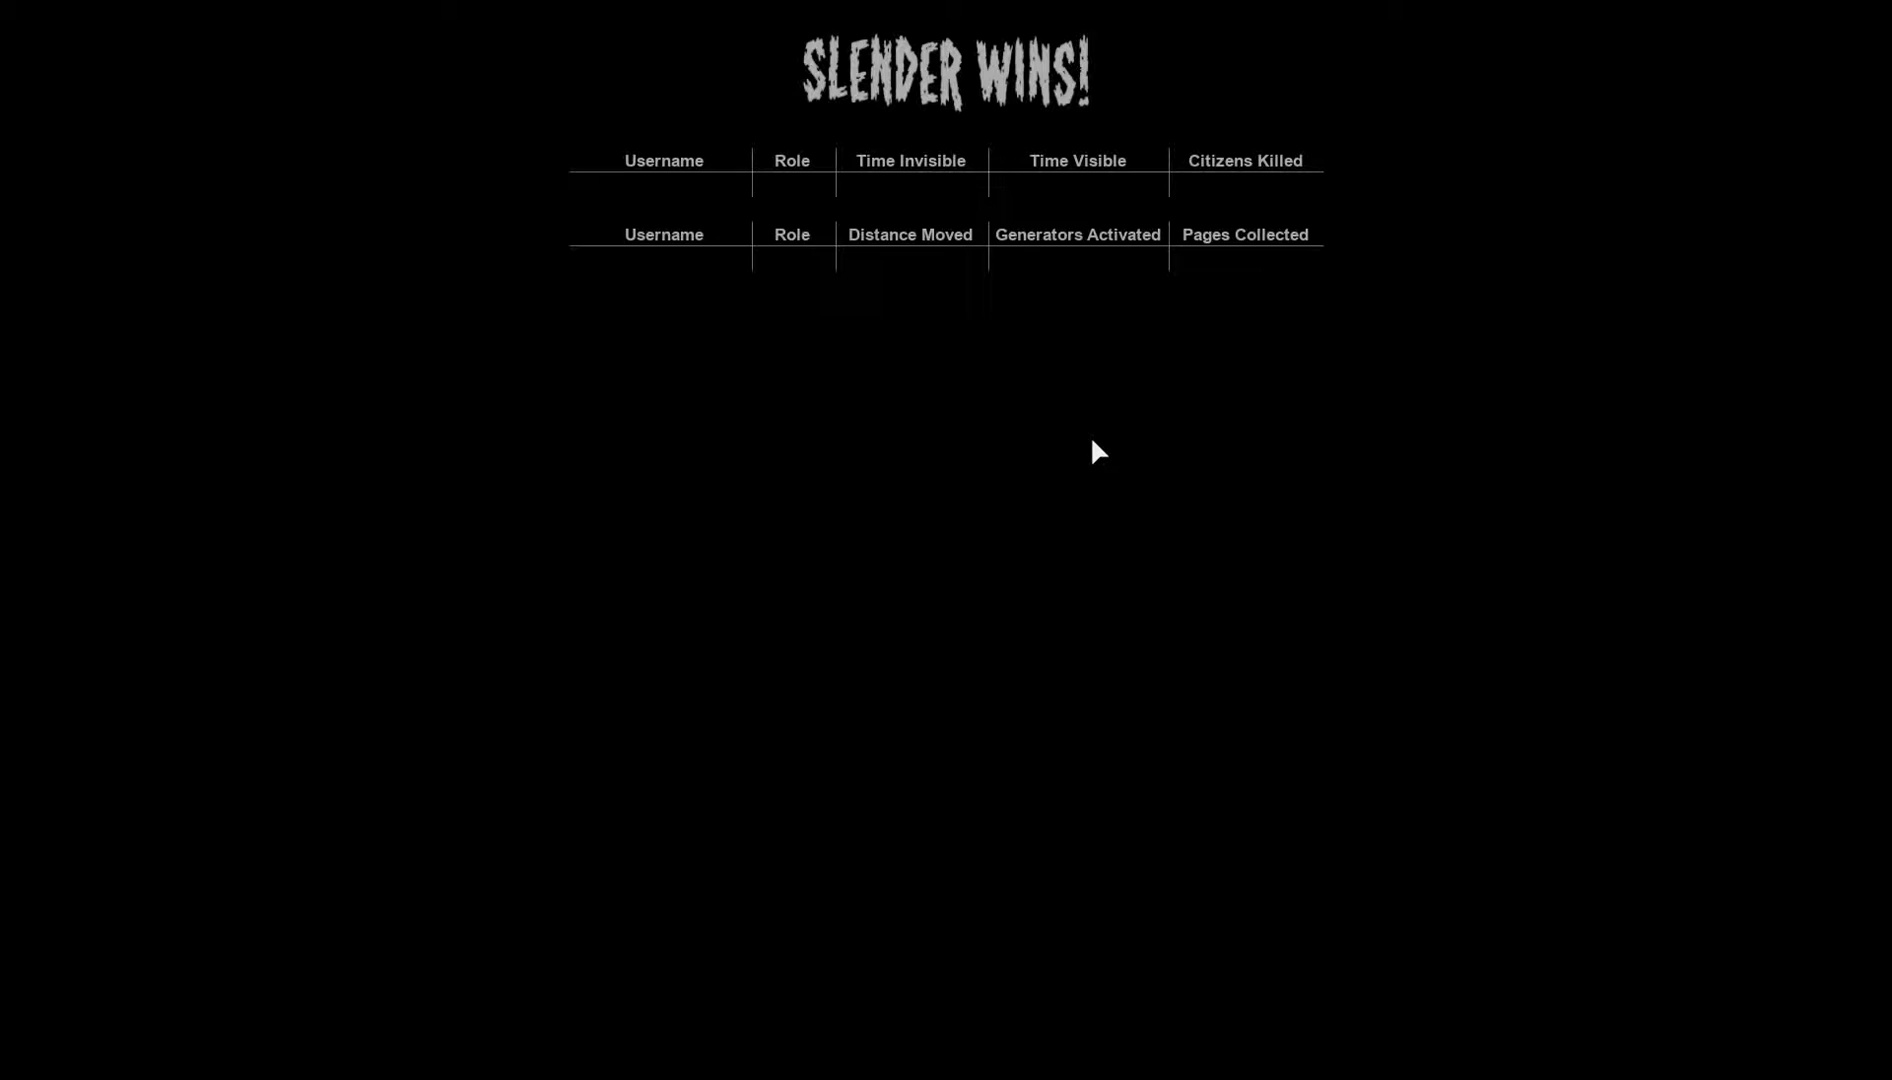 SLENDER WINS!
Username Role Time Invisible Time Visible Citizens Killed
Username Role Distance Moved Generators Activated Pages Collected